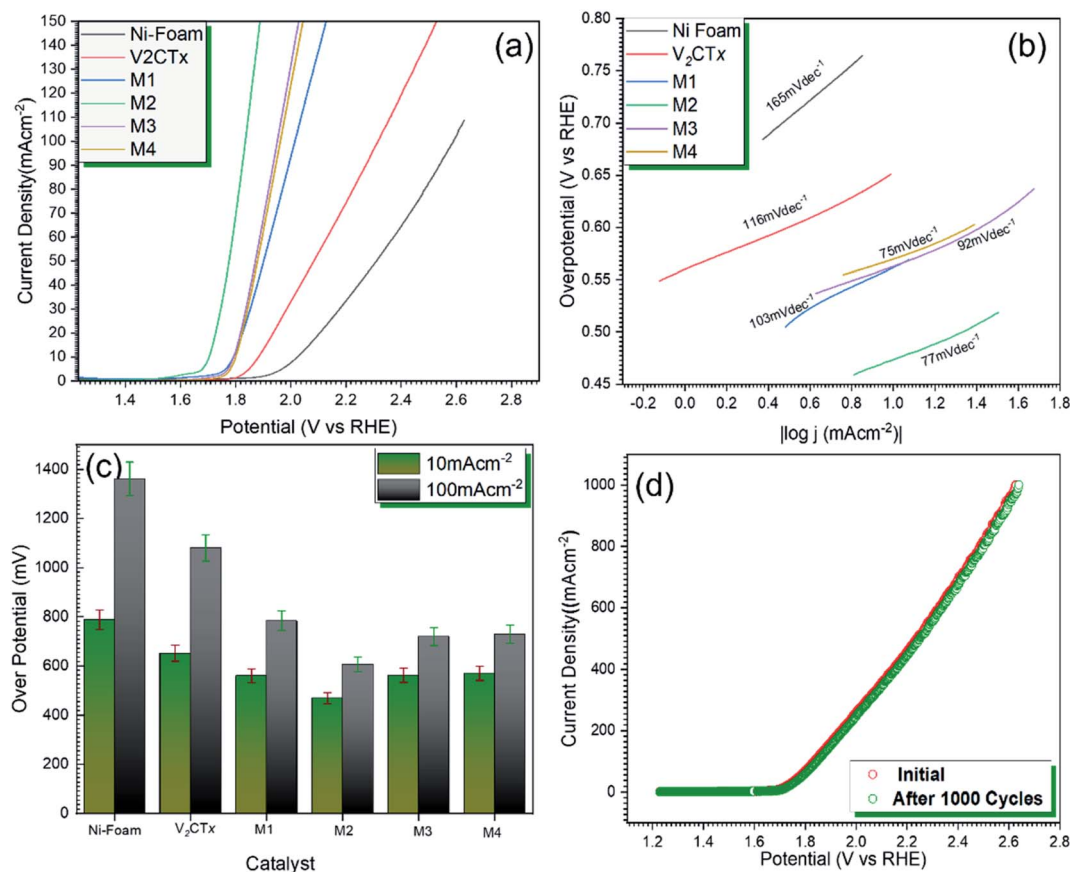 (a)
Ni-Foam
V2CTx
M1
M2
M3
M4
150
140
130
120
110
100
90
80
70
60
50
40
30
20
10
0
Current Density(mAcm⁻²)
1.4 1.6 1.8 2.0 2.2 2.4 2.6 2.8
Potential (V vs RHE)
(b)
Ni Foam
V₂CTx
M1
M2
M3
M4
165mVdec⁻¹
116mVdec⁻¹
75mVdec⁻¹
92mVdec⁻¹
103mVdec⁻¹
77mVdec⁻¹
0.80
0.75
0.70
0.65
0.60
0.55
0.50
0.45
Overpotential (V vs RHE)
-0.2 0.0 0.2 0.4 0.6 0.8 1.0 1.2 1.4 1.6 1.8
|log j (mAcm⁻²)|
(c)
10mAcm⁻²
100mAcm⁻²
1400
1200
1000
800
600
400
200
0
Over Potential (mV)
Ni-Foam V₂CTx M1 M2 M3 M4
Catalyst
(d)
1000
800
600
400
200
0
Current Density((mAcm⁻²)
Initial
After 1000 Cycles
1.2 1.4 1.6 1.8 2.0 2.2 2.4 2.6 2.8
Potential (V vs RHE)